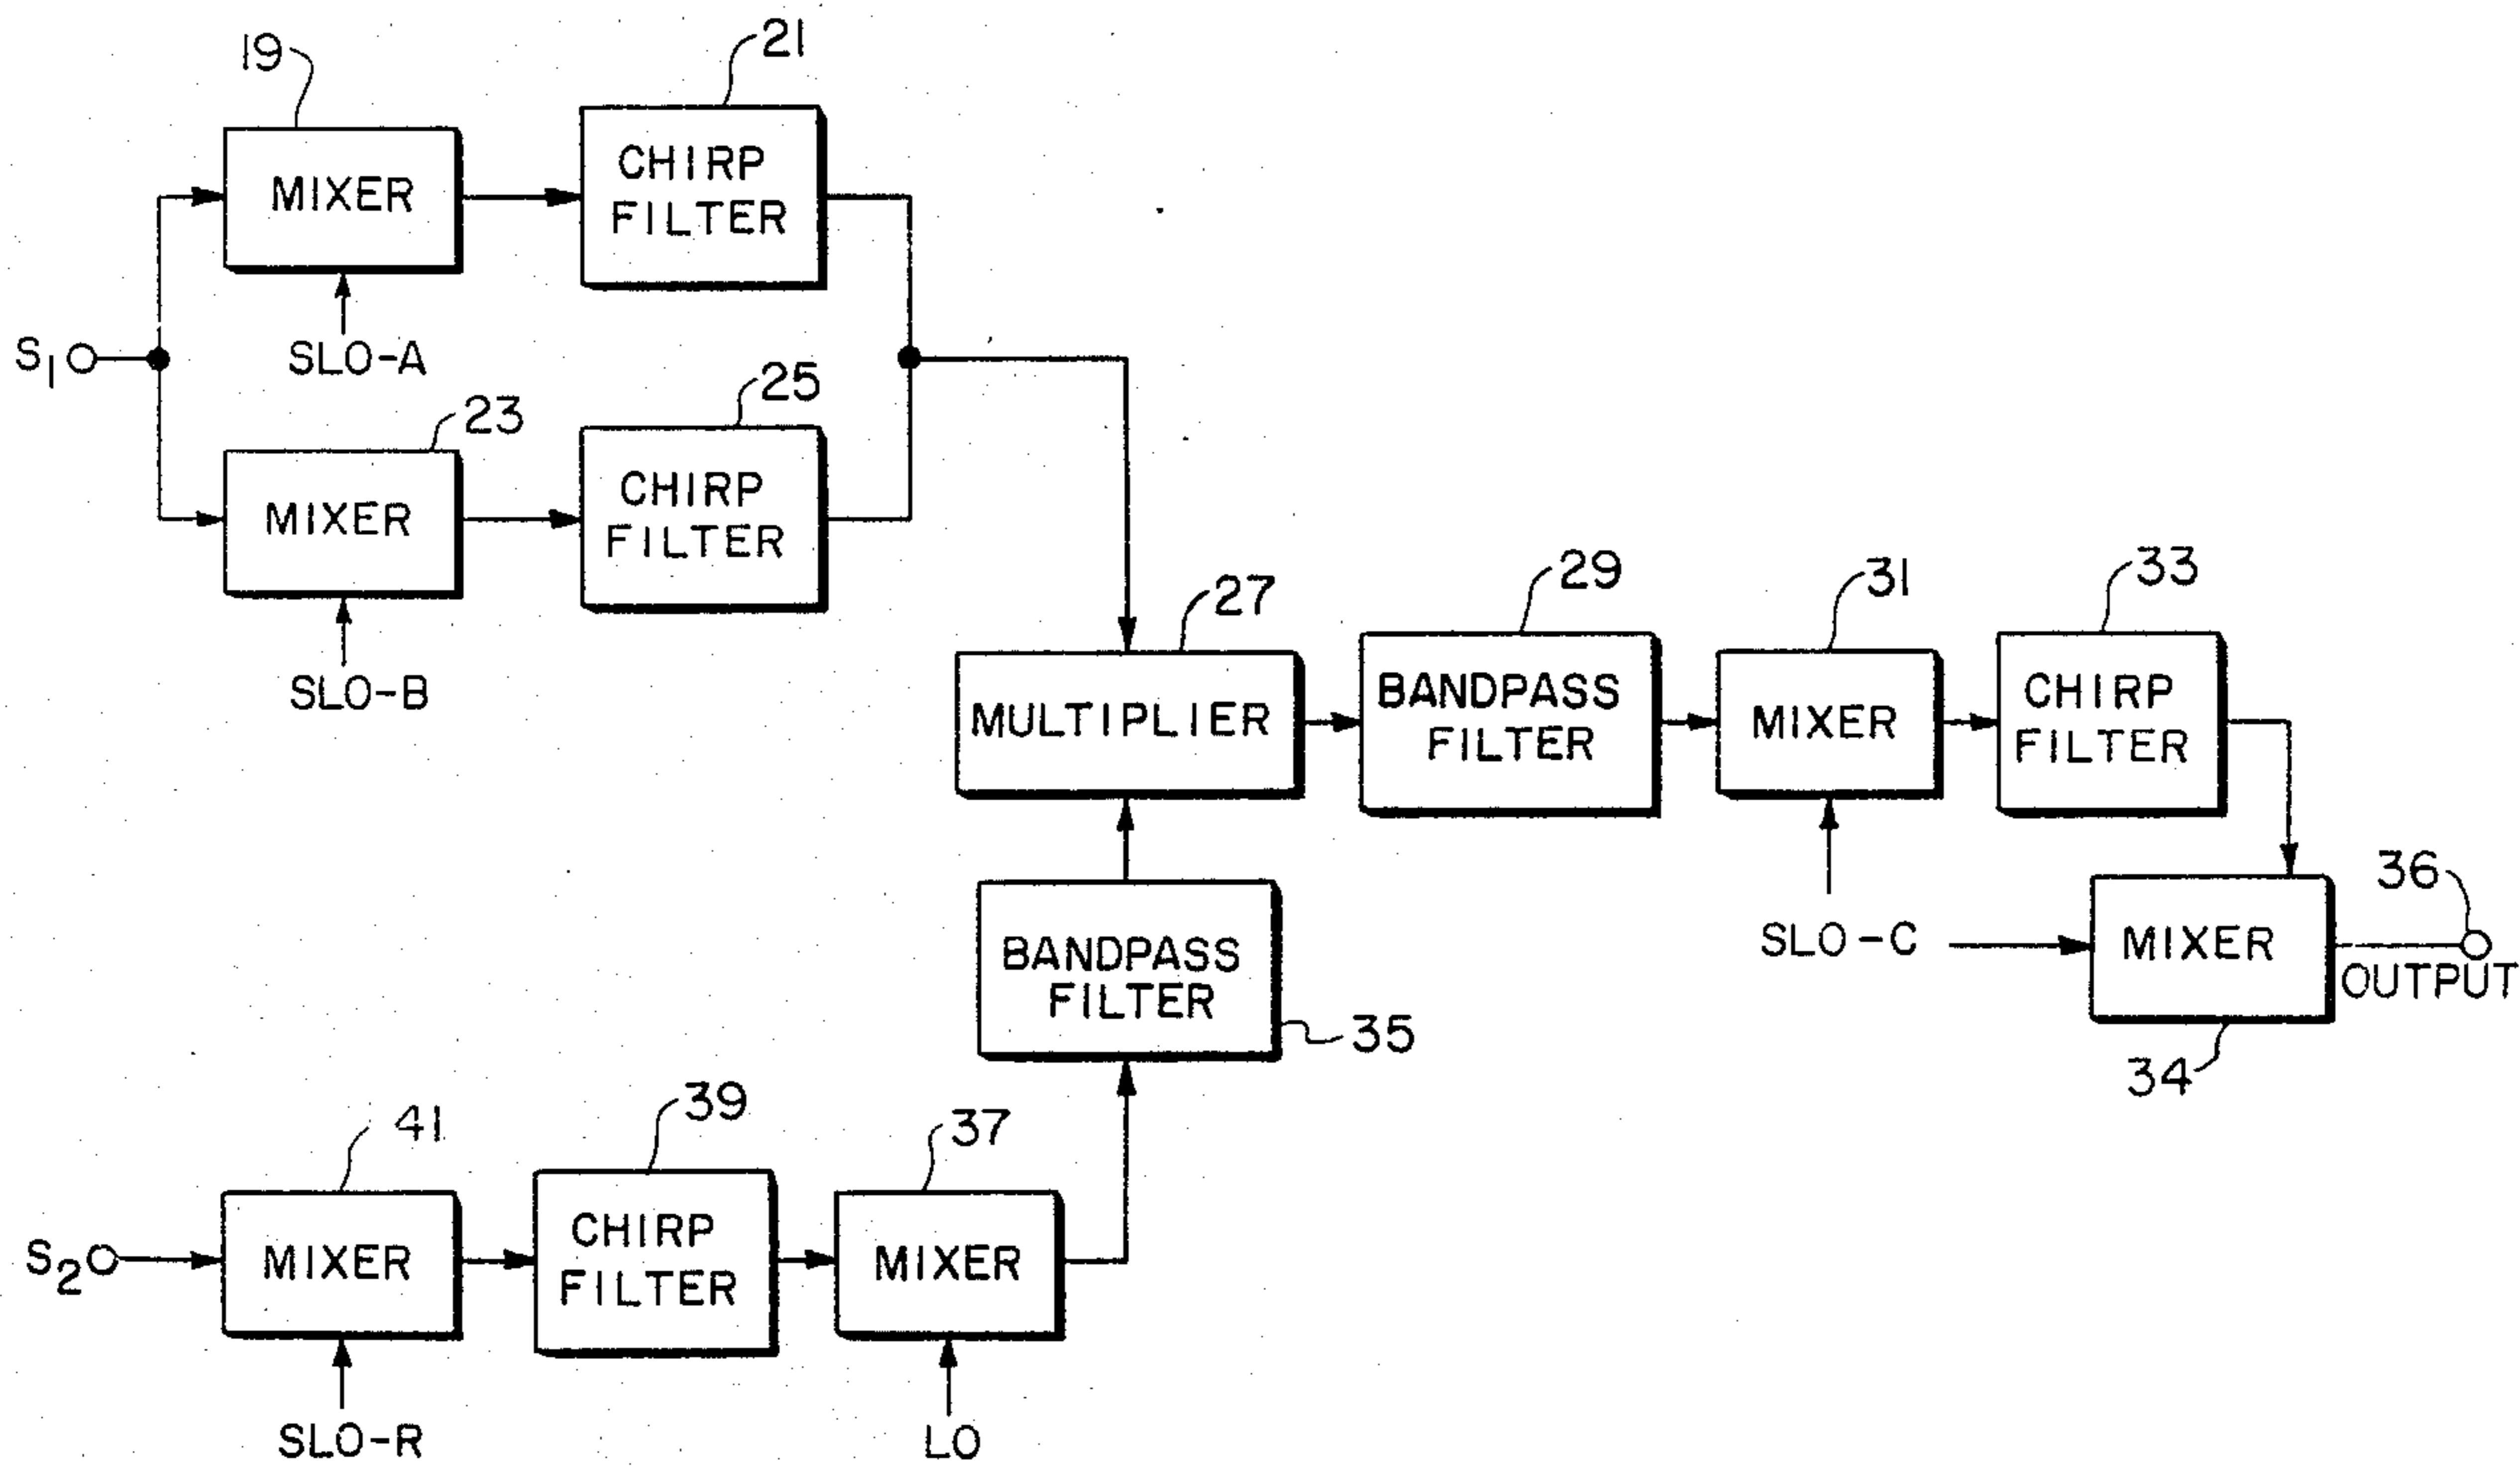 19
21
MIXER
CHIRP
FILTER
S1
SLO-A
23
25
MIXER
CHIRP
FILTER
SLO-B
27
29
31
33
MULTIPLIER
BANDPASS
FILTER
MIXER
CHIRP
FILTER
BANDPASS
FILTER
35
SLO-C
MIXER
36
OUTPUT
34
41
39
37
S2
MIXER
CHIRP
FILTER
MIXER
SLO-R
LO